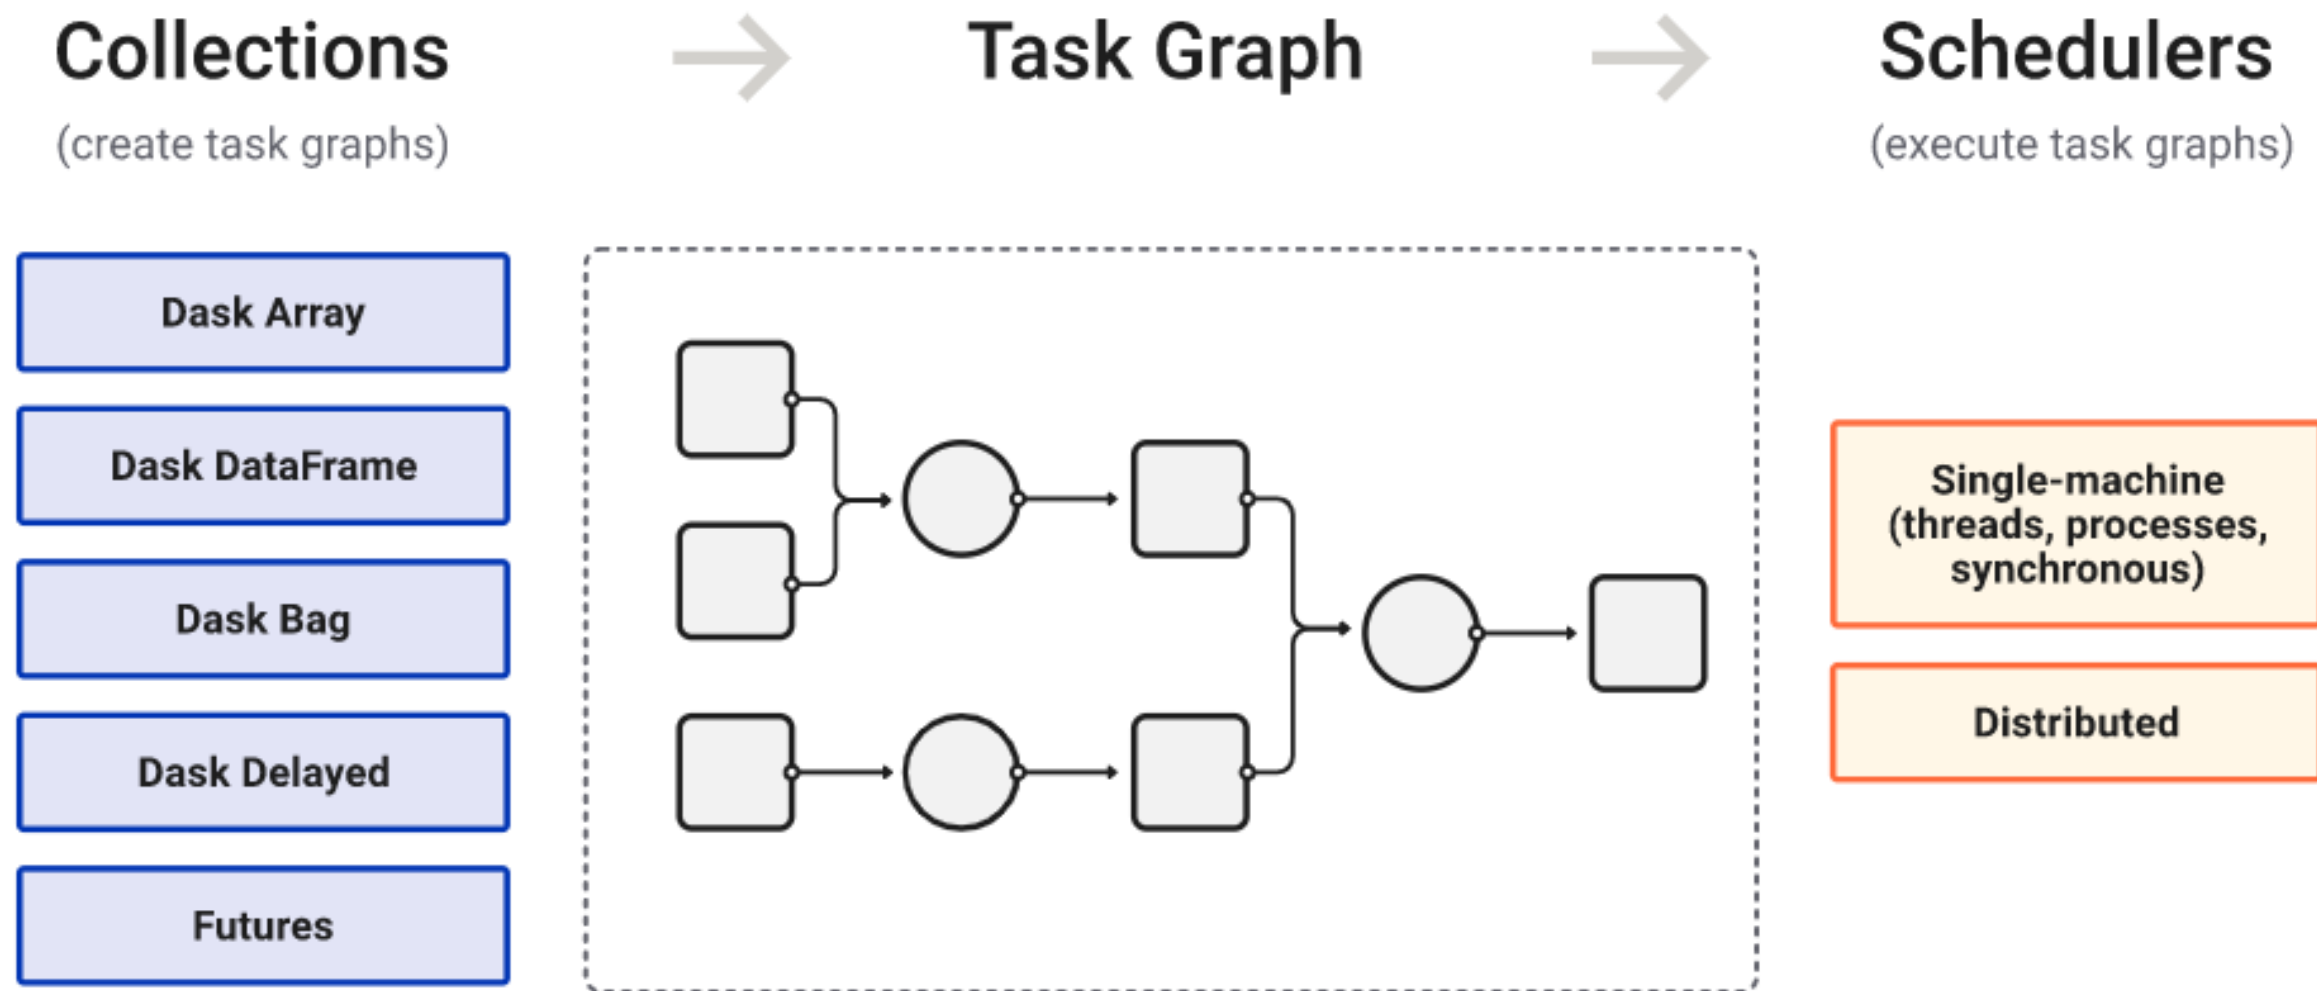 Collections
(create task graphs)
Task Graph
Schedulers
(execute task graphs)
Dask Array
Dask DataFrame
Dask Bag
Dask Delayed
Futures
Single-machine
(threads, processes,
synchronous)
Distributed